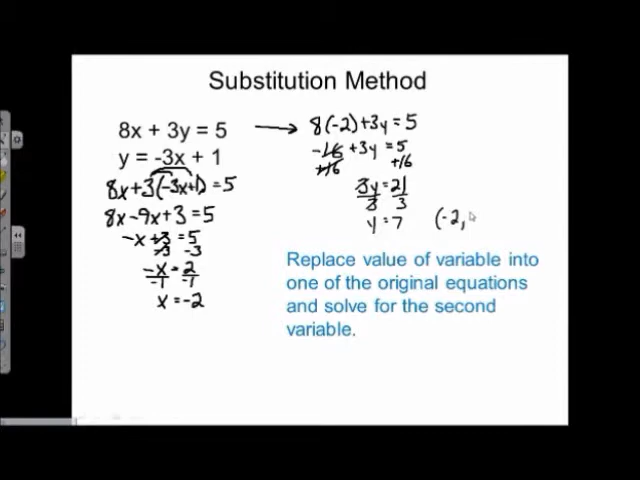 Substitution Method
8x + 3y = 5
y = -3x + 1
8x+3(-3x+1)=5
8x-9x+3=5
-x+3=5
-3 -3
-x=2
-1 -1
x=-2
8(-2)+3y=5
-16+3y=5
+16 +16
3y=21
3 3
y=7
(-2,
Replace value of variable into
one of the original equations
and solve for the second
variable.